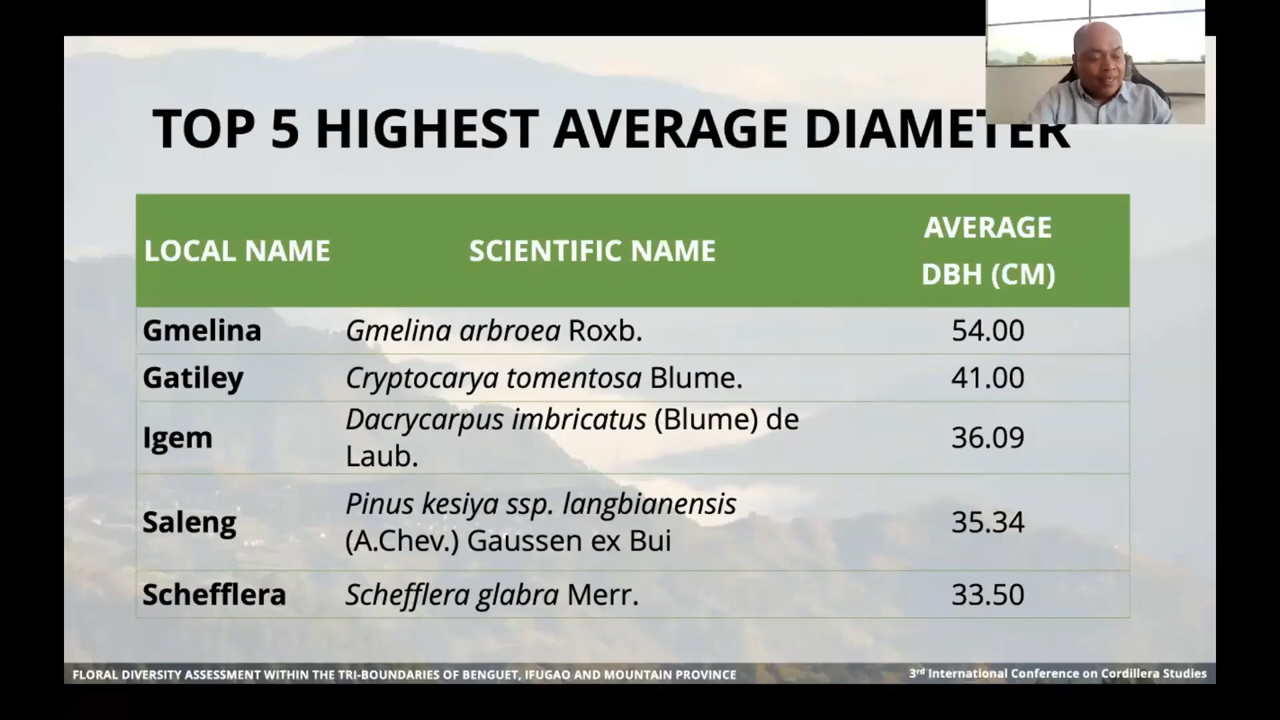 TOP 5 HIGHEST AVERAGE DIAMETER
LOCAL NAME SCIENTIFIC NAME AVERAGE
DBH (CM)
Gmelina Gmelina arbroea Roxb. 54.00
Gatiley Cryptocarya tomentosa Blume. 41.00
Igem Dacrycarpus imbricatus (Blume) de
Laub. 36.09
Saleng Pinus kesiya ssp. langbianensis
(A.Chev.) Gaussen ex Bui 35.34
Schefflera Schefflera glabra Merr. 33.50
FLORAL DIVERSITY ASSESSMENT WITHIN THE TRI-BOUNDARIES OF BENGUET, IFUGAO AND MOUNTAIN PROVINCE
3rd International Conference on Cordillera Studies